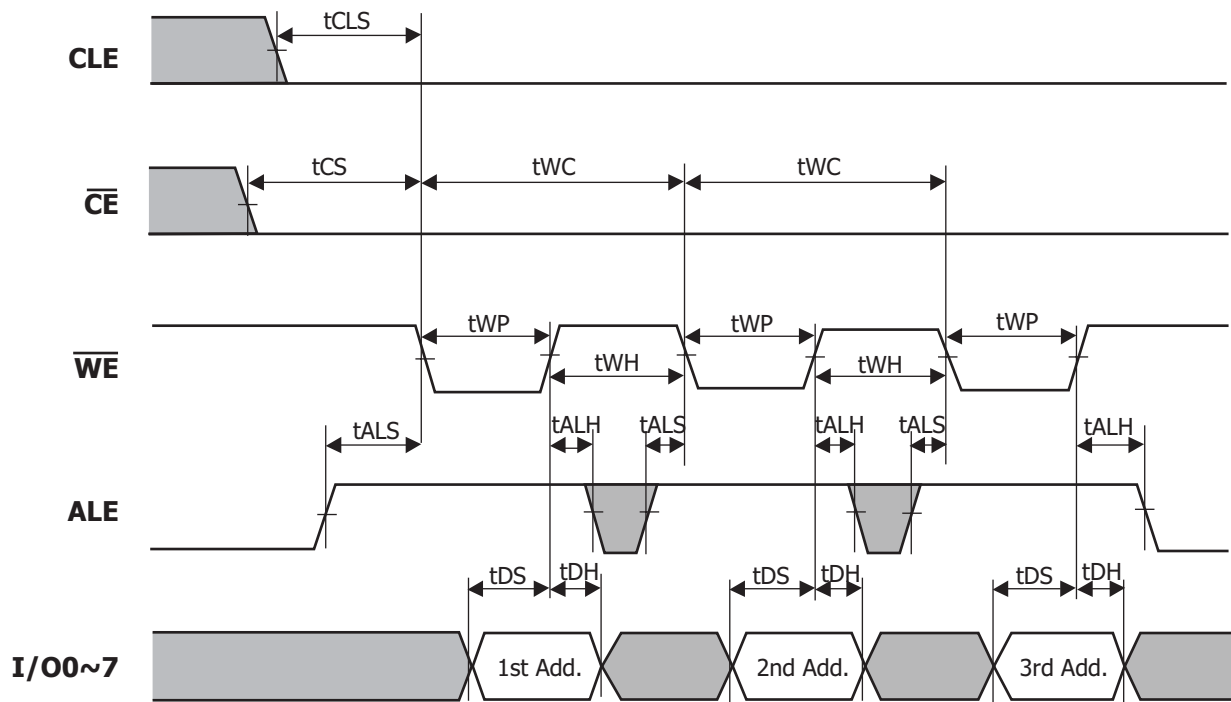 tCLS
CLE
tCS tWC tWC
CE
tWP tWP tWP
WE tWH tWH
tALS tALH tALS tALH tALS tALH
ALE
tDS tDH tDS tDH tDS tDH
I/O0~7 1st Add. 2nd Add. 3rd Add.